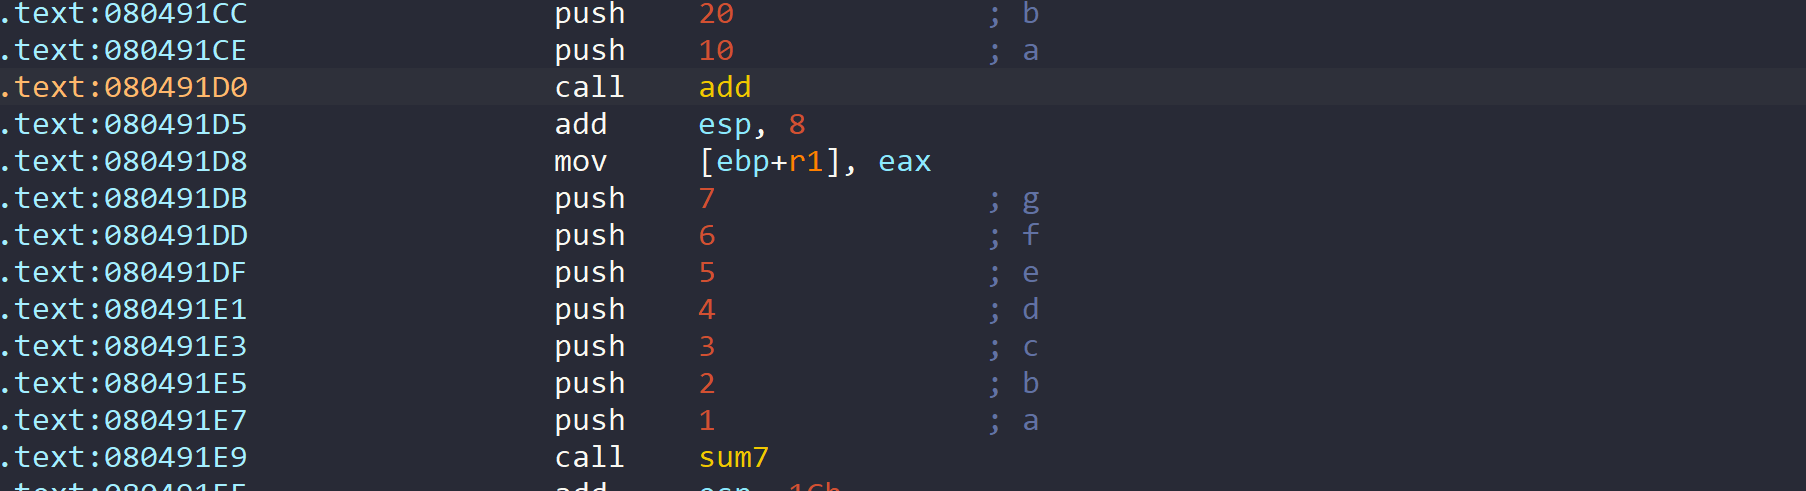 .text:080491CC push 20 ; b
.text:080491CE push 10 ; a
.text:080491D0 call add
.text:080491D5 add esp, 8
.text:080491D8 mov [ebp+r1], eax
.text:080491DB push 7 ; g
.text:080491DD push 6 ; f
.text:080491DF push 5 ; e
.text:080491E1 push 4 ; d
.text:080491E3 push 3 ; c
.text:080491E5 push 2 ; b
.text:080491E7 push 1 ; a
.text:080491E9 call sum7